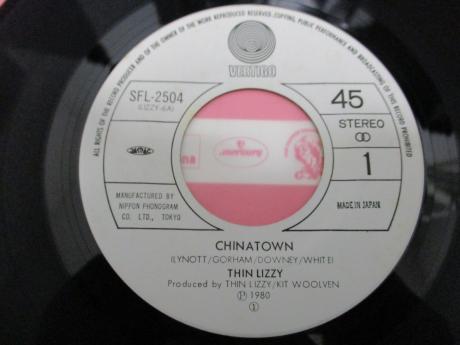 ALL RIGHTS OF THE RECORD PRODUCER AND OF THE OWNER OF THE WORK REPRODUCED RESERVED. COPYING, PUBLIC PERFORMANCE AND BROADCASTING OF THIS RECORD PROHIBITED
VERTIGO
SFL-2504
(LIZZY-6A)
45
STEREO
1
mercury
MANUFACTURED BY
NIPPON PHONOGRAM
CO. LTD., TOKYO
MADE IN JAPAN
CHINATOWN
(LYNOTT/GORHAM/DOWNEY/WHITE)
THIN LIZZY
Produced by THIN LIZZY/KIT WOOLVEN
Ⓟ 1980
①